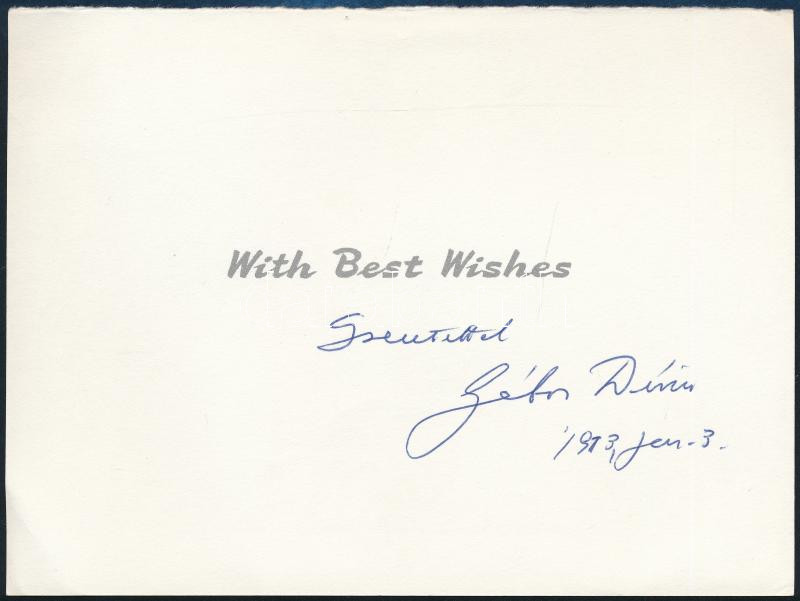 With Best Wishes
Szeretettel
Gábor Dénes
1973, jan. 3.